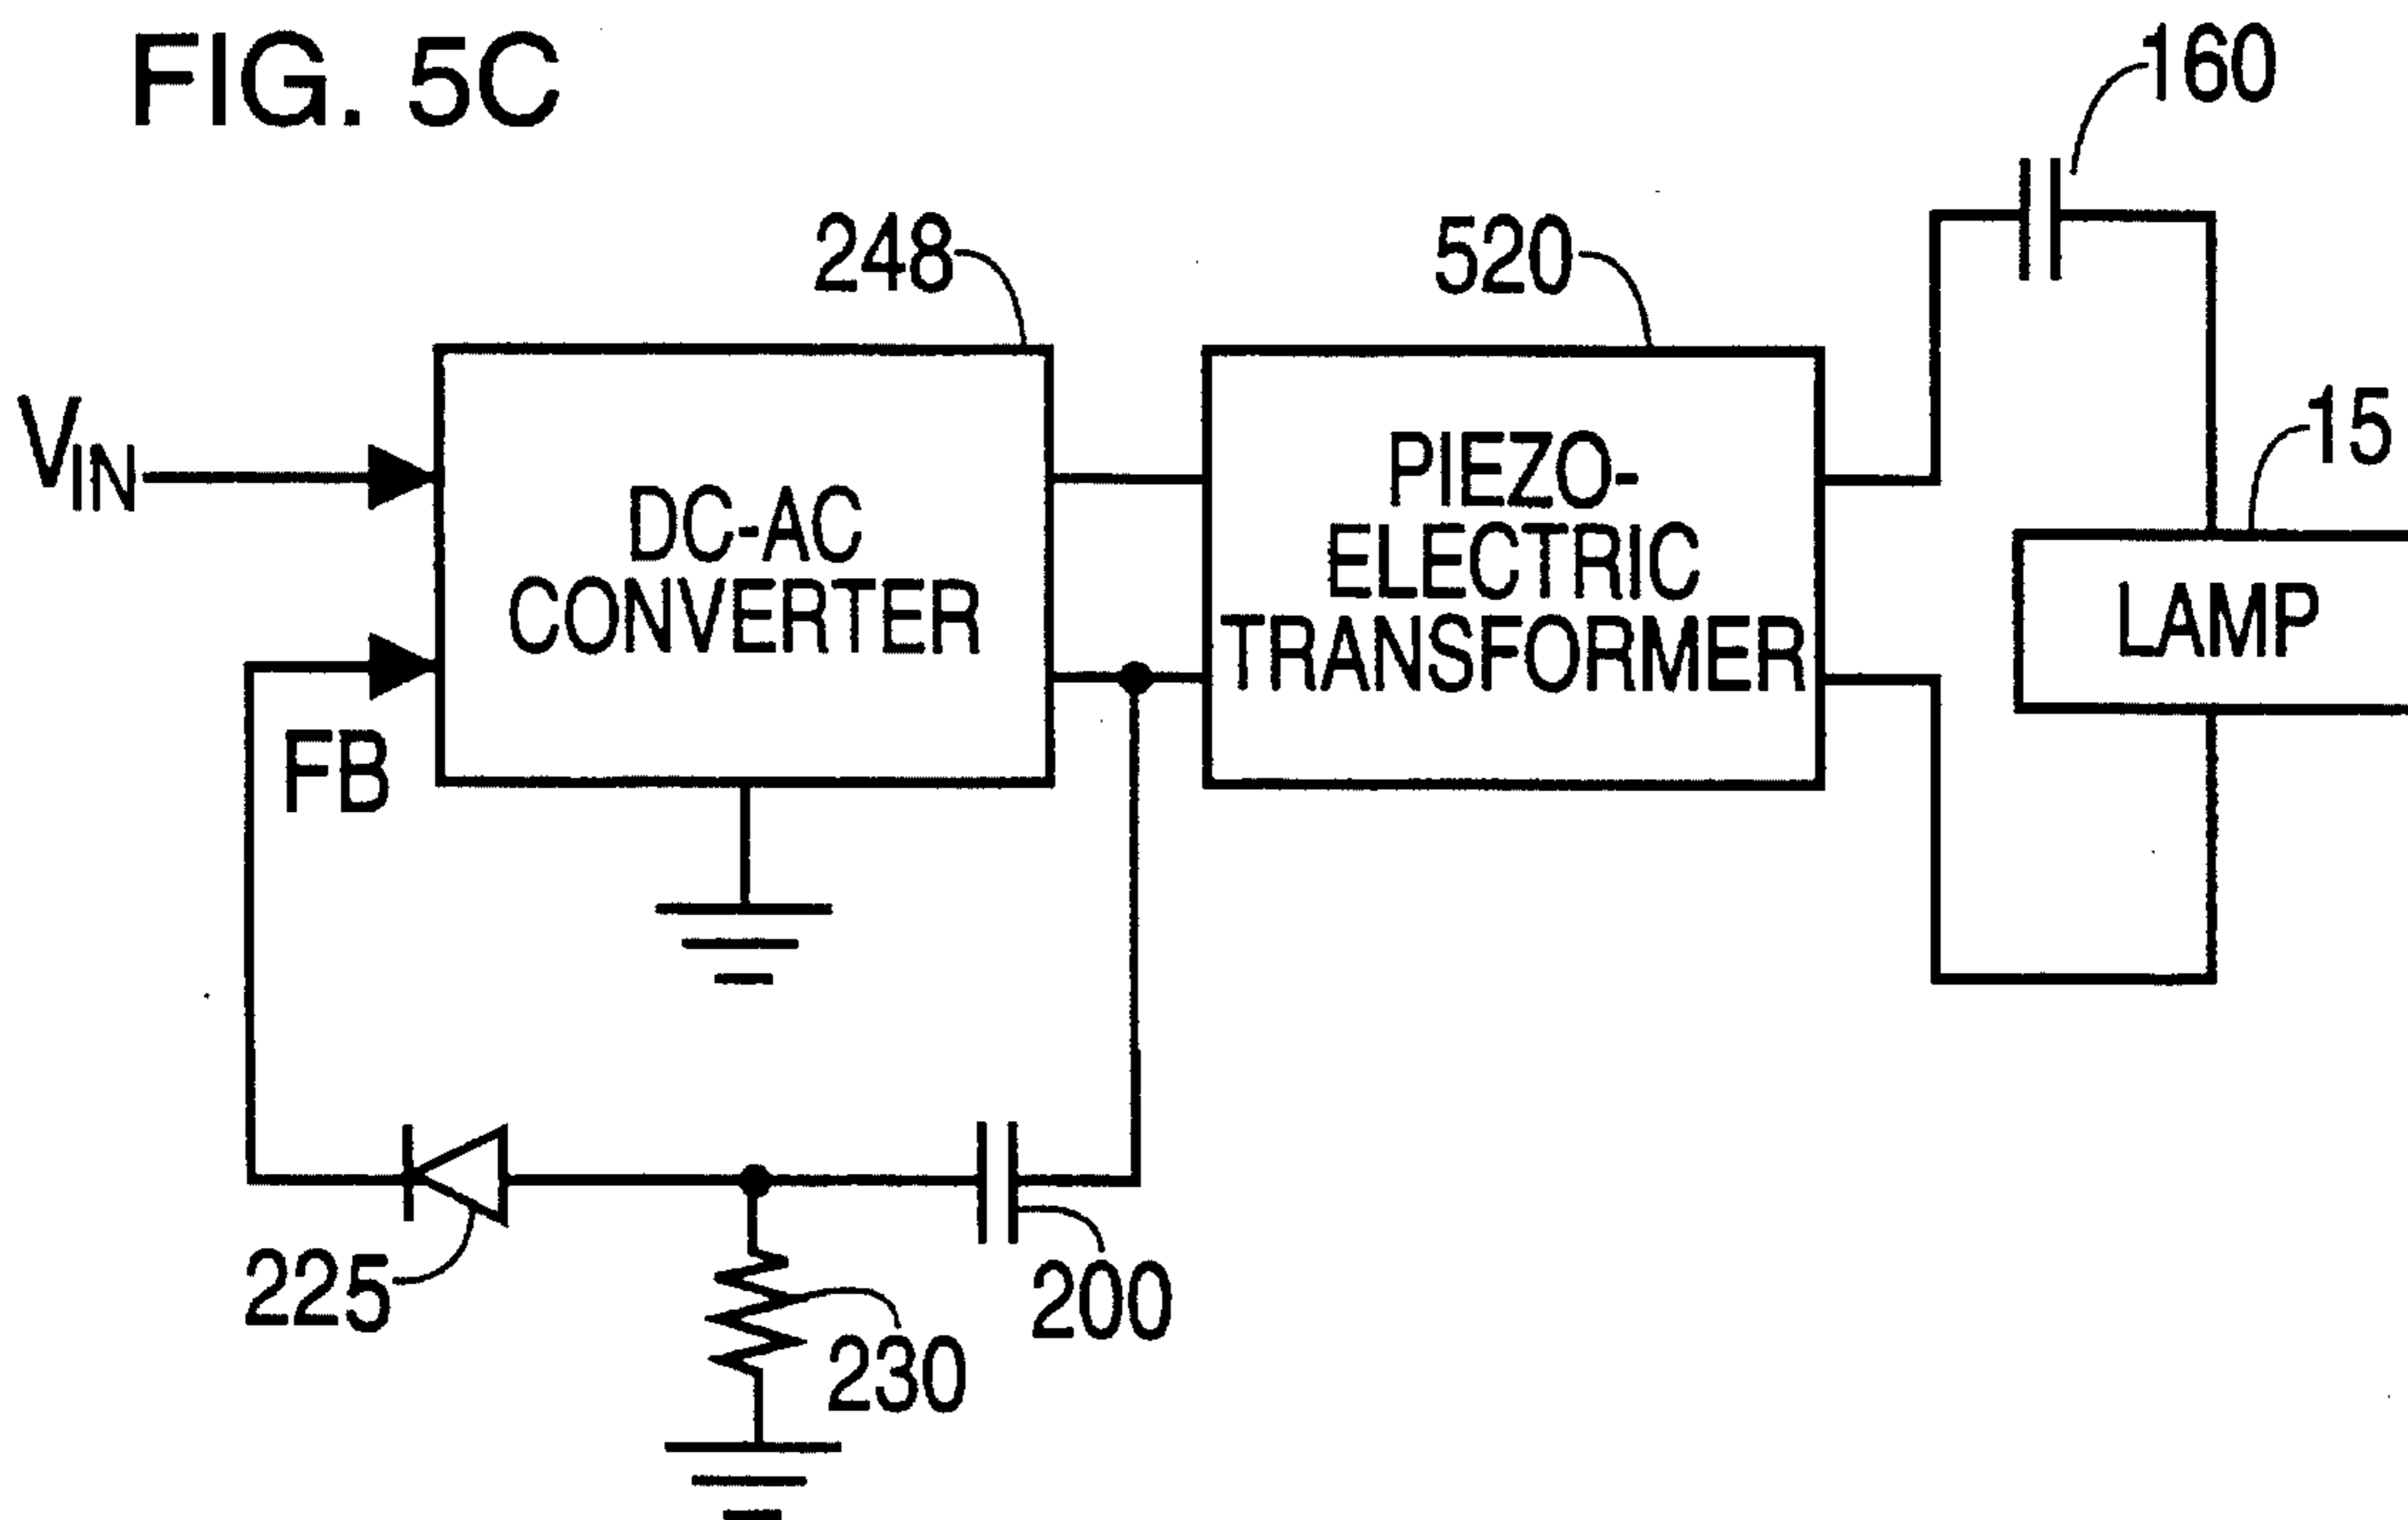 FIG. 5C
160
248
520
15
VIN
DC-AC
CONVERTER
PIEZO-
ELECTRIC
TRANSFORMER
LAMP
FB
225
200
230